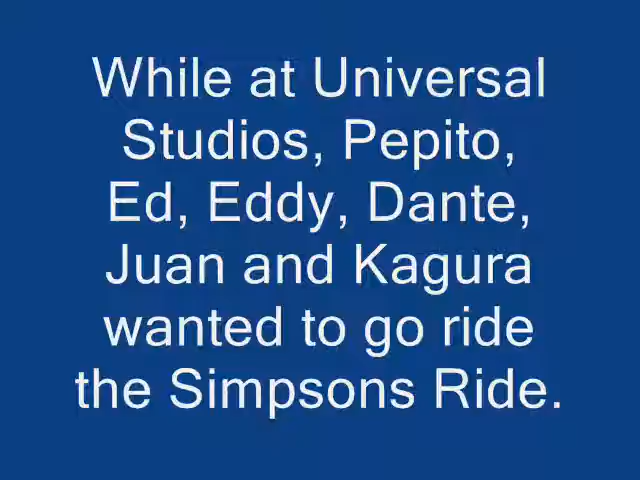 While at Universal
Studios, Pepito,
Ed, Eddy, Dante,
Juan and Kagura
wanted to go ride
the Simpsons Ride.